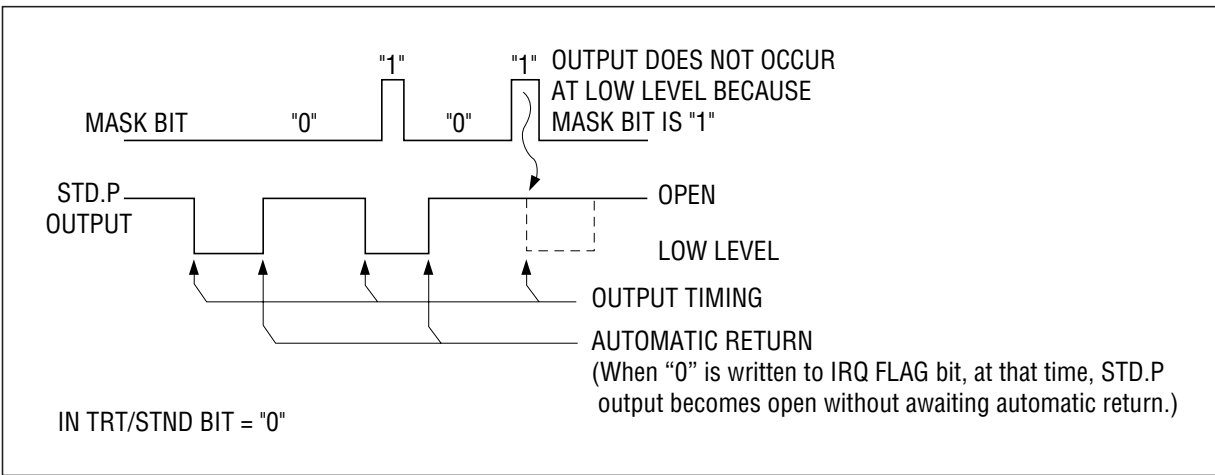 "1"
"1" OUTPUT DOES NOT OCCUR
AT LOW LEVEL BECAUSE
MASK BIT IS "1"
MASK BIT
"0"
"0"
STD.P
OUTPUT
OPEN
LOW LEVEL
OUTPUT TIMING
AUTOMATIC RETURN
(When “0” is written to IRQ FLAG bit, at that time, STD.P
output becomes open without awaiting automatic return.)
IN TRT/STND BIT = "0"